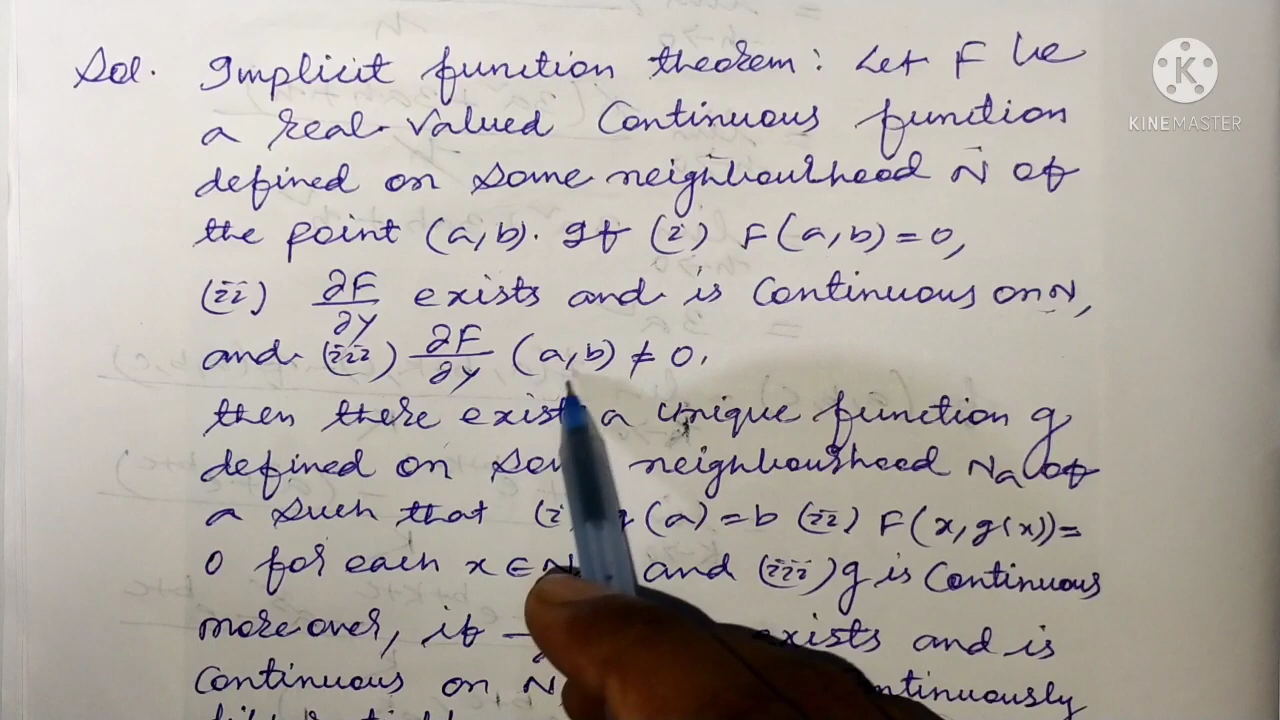 Sol. Implicit function theorem: Let F be
a real-valued Continuous function
defined on some neighbourhood N of
the point (a,b). If (i) F(a,b)=0,
(ii) ∂F/∂y exists and is Continuous on N,
and (iii) ∂F/∂y (a,b) ≠ 0,
then there exist a unique function g
defined on neighbourhood Na of
a such that (a)=b (ii) F(x,g(x))=
0 for each x ∈ and (iii) g is Continuous
moreover, if exists and is
Continuous on N
K
KINEMASTER